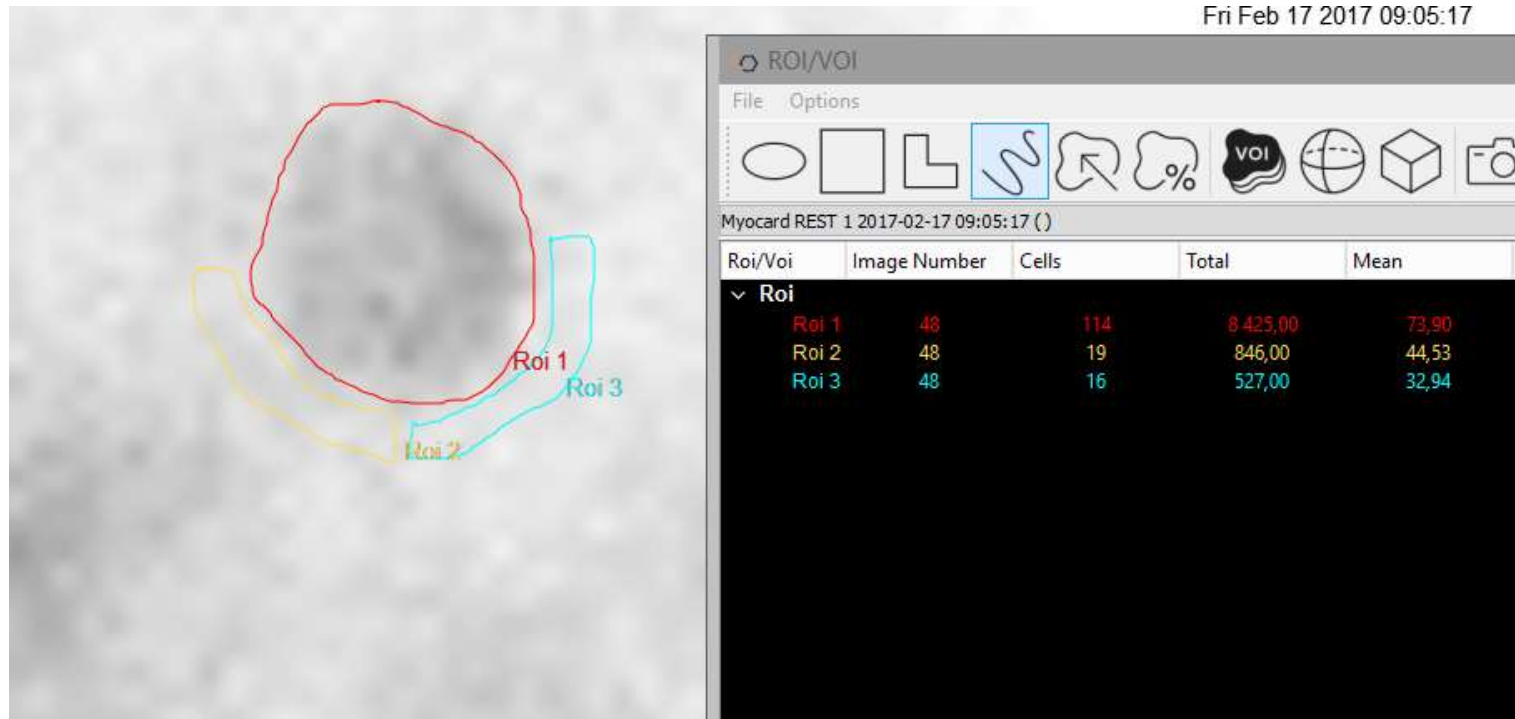 Fri Feb 17 2017 09:05:17
ROI/VOI
File Options
VOI %
Myocard REST 1 2017-02-17 09:05:17 ( )
Roi/Voi Image Number Cells Total Mean
Roi
Roi 1 48 114 8 425,00 73,90
Roi 2 48 19 846,00 44,53
Roi 3 48 16 527,00 32,94
Roi 1
Roi 3
Roi 2